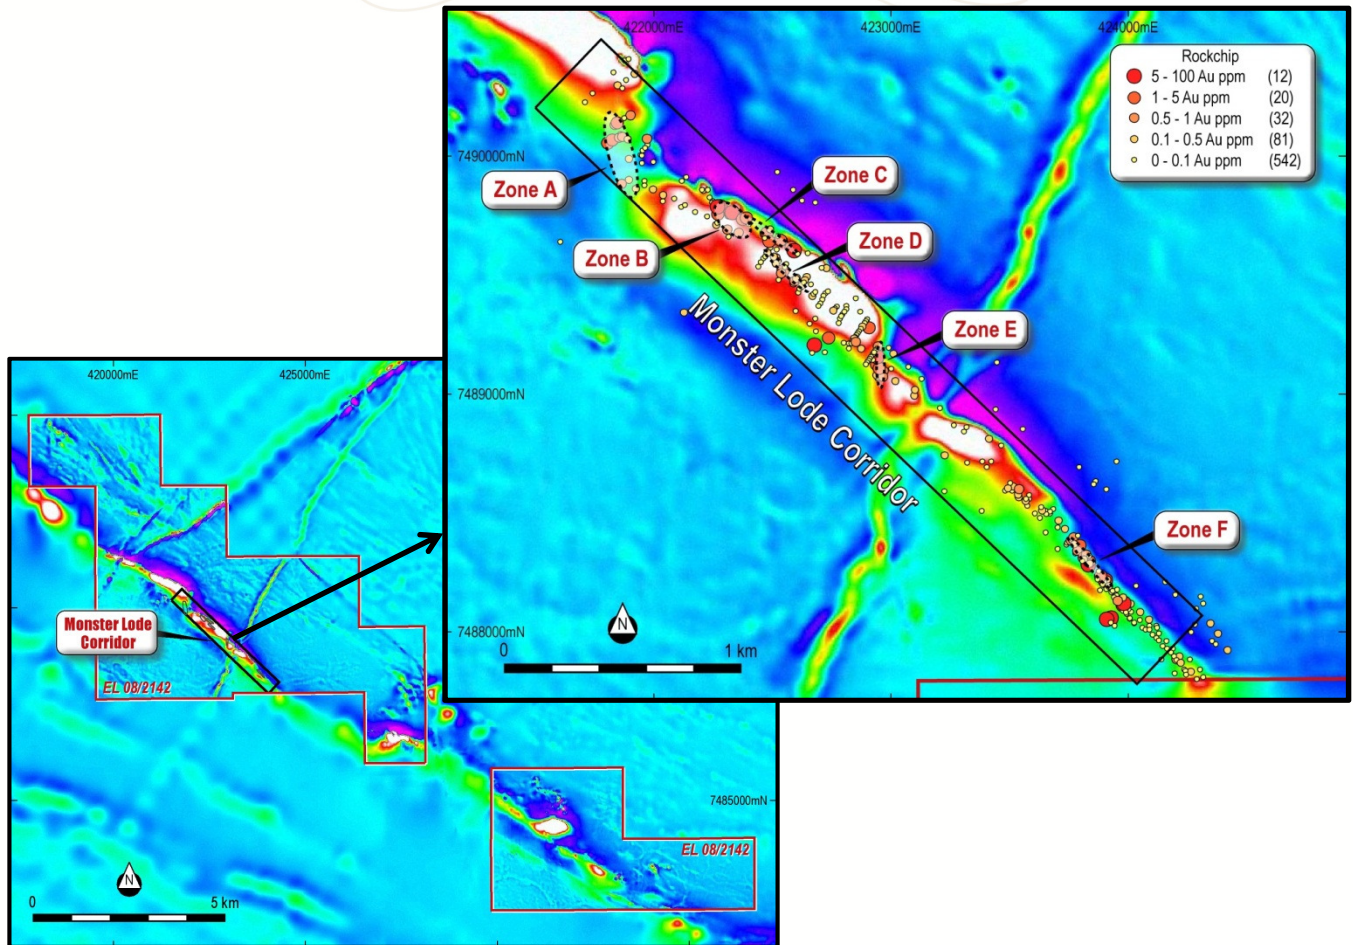 422000mE
423000mE
424000mE
Rockchip
5 - 100 Au ppm (12)
1 - 5 Au ppm (20)
0.5 - 1 Au ppm (32)
0.1 - 0.5 Au ppm (81)
0 - 0.1 Au ppm (542)
7490000mN
Zone A
Zone C
Zone B
Zone D
Monster Lode Corridor
Zone E
7489000mN
Zone F
7488000mN
N
0
1 km
420000mE
425000mE
Monster Lode
Corridor
EL 08/2142
7485000mN
EL 08/2142
N
0
5 km